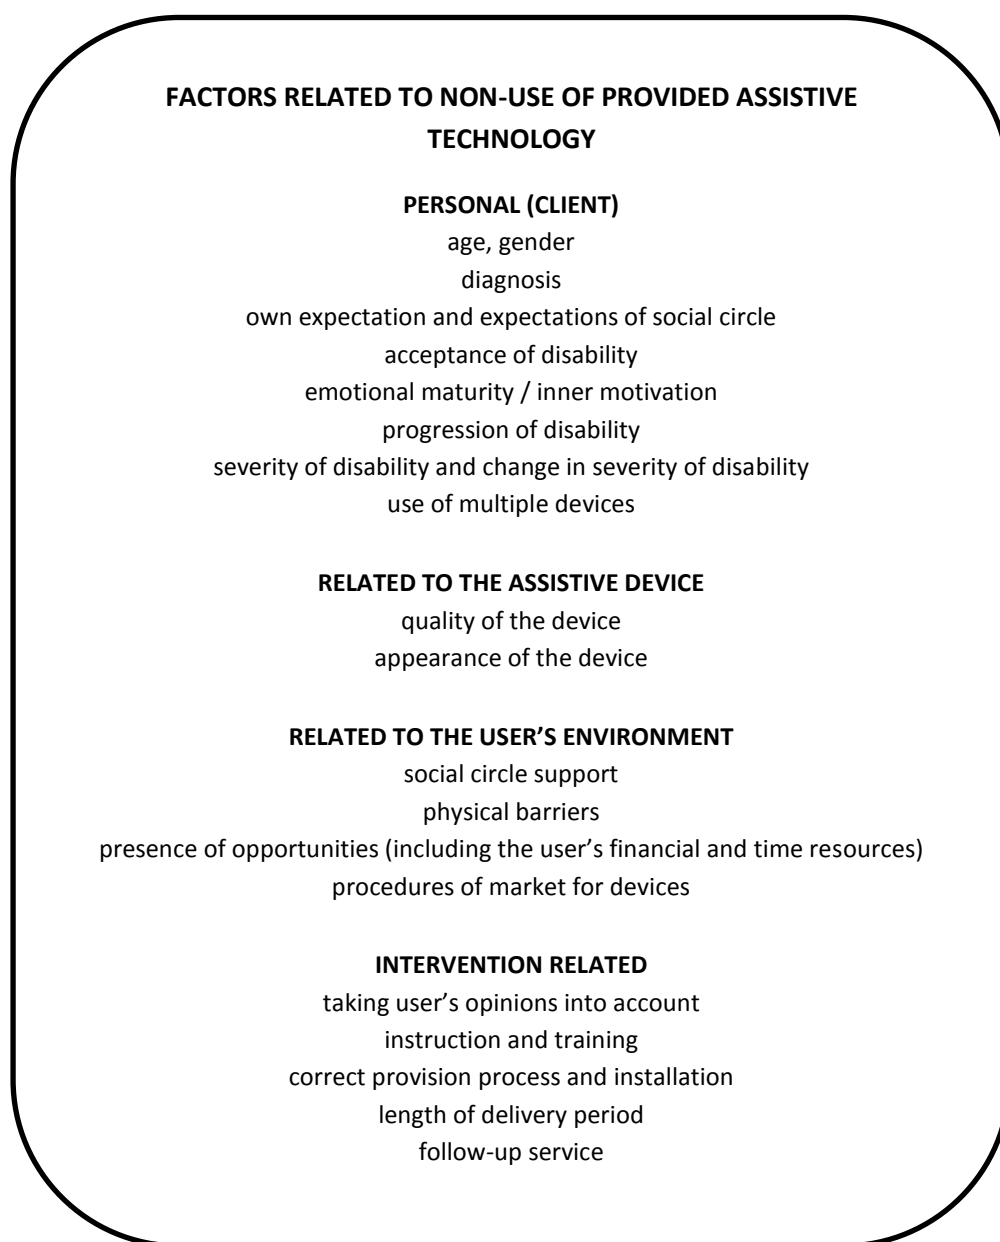 FACTORS RELATED TO NON-USE OF PROVIDED ASSISTIVE
TECHNOLOGY
PERSONAL (CLIENT)
age, gender
diagnosis
own expectation and expectations of social circle
acceptance of disability
emotional maturity / inner motivation
progression of disability
severity of disability and change in severity of disability
use of multiple devices
RELATED TO THE ASSISTIVE DEVICE
quality of the device
appearance of the device
RELATED TO THE USER’S ENVIRONMENT
social circle support
physical barriers
presence of opportunities (including the user’s financial and time resources)
procedures of market for devices
INTERVENTION RELATED
taking user’s opinions into account
instruction and training
correct provision process and installation
length of delivery period
follow-up service